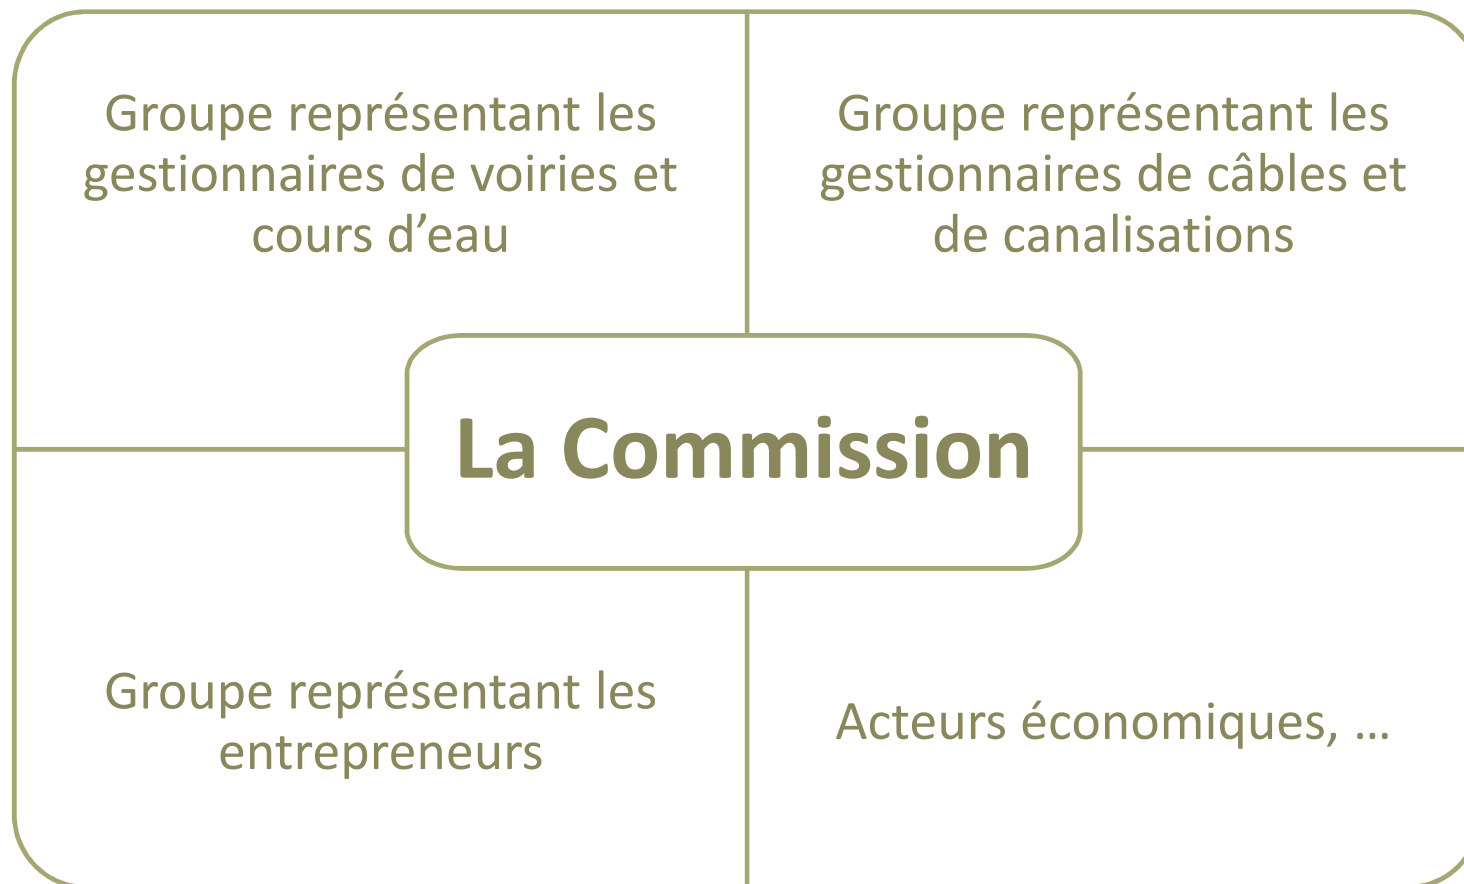 Groupe représentant les
gestionnaires de voiries et
cours d’eau
Groupe représentant les
gestionnaires de câbles et
de canalisations
La Commission
Groupe représentant les
entrepreneurs
Acteurs économiques, …